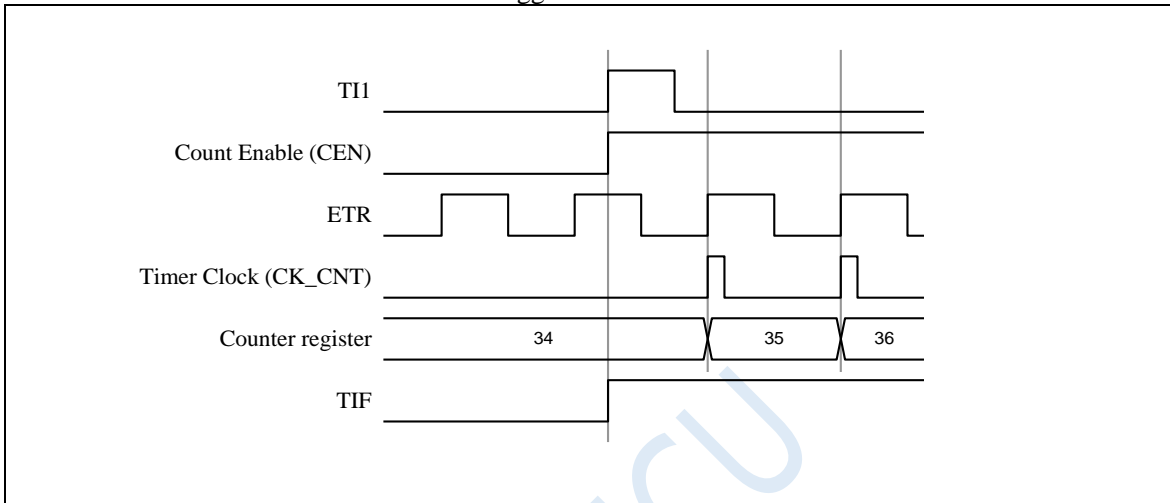 TI1
Count Enable (CEN)
ETR
Timer Clock (CK_CNT)
Counter register
34
35
36
TIF